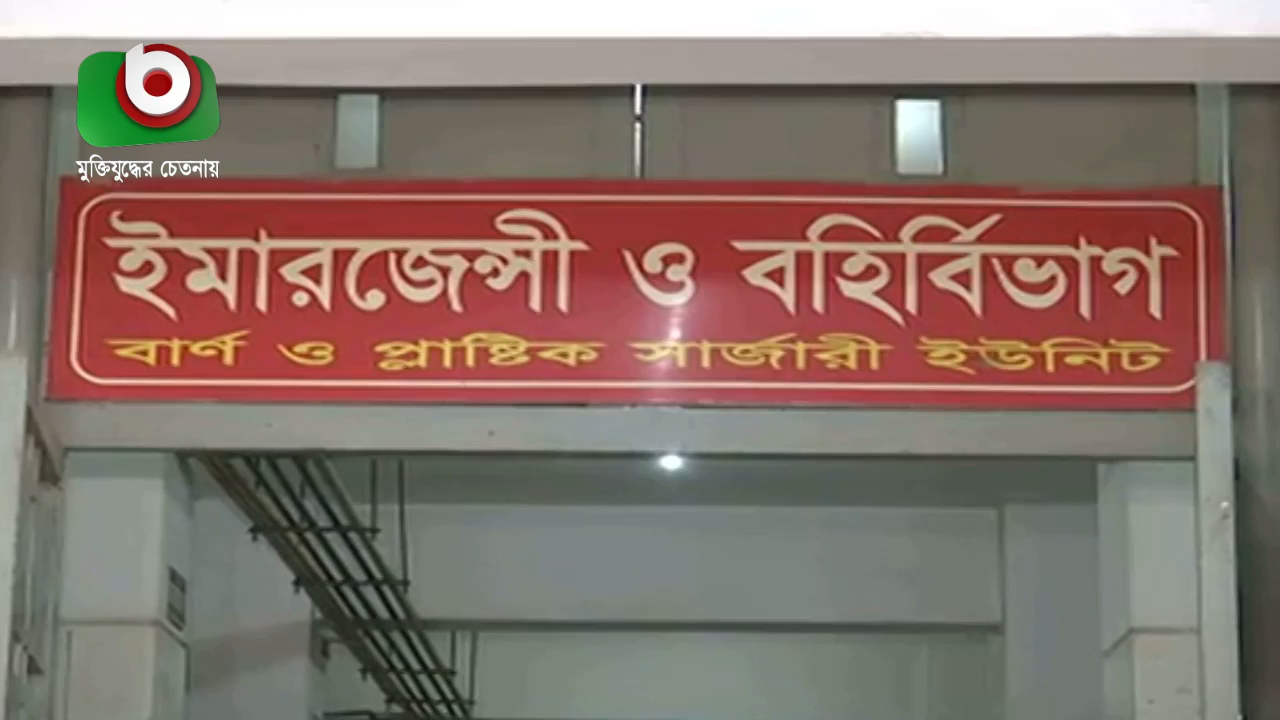 মুক্তিযুদ্ধের চেতনায়
ইমারজেন্সী ও বহির্বিভাগ
বার্ণ ও প্লাষ্টিক সার্জারী ইউনিট